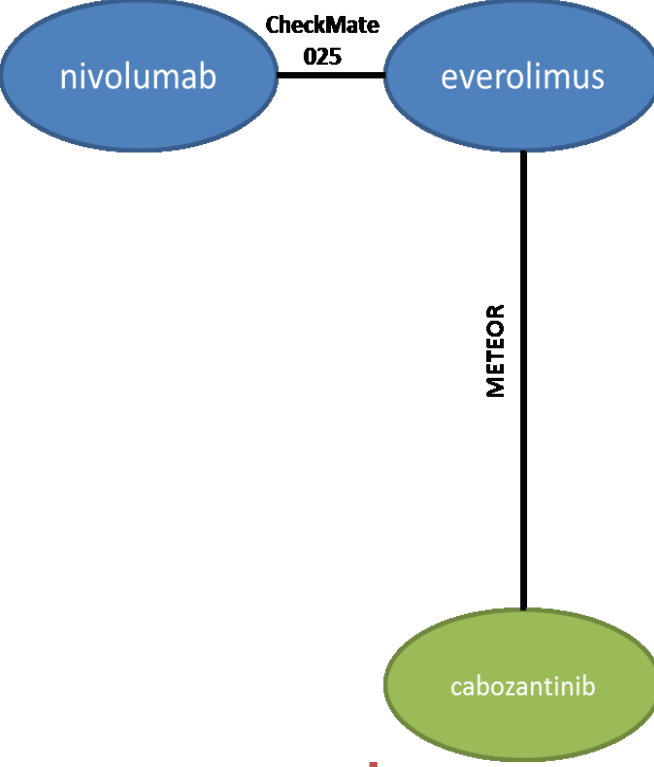 CheckMate
025
nivolumab
everolimus
METEOR
cabozantinib